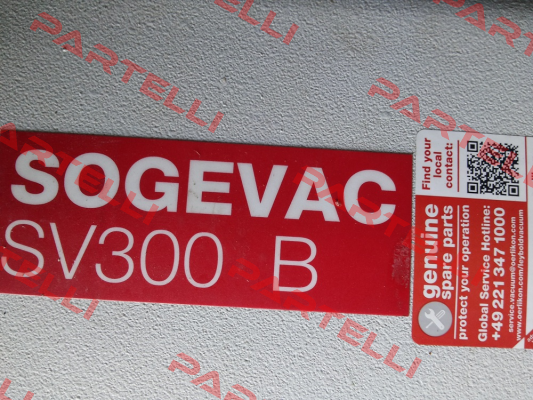 SOGEVAC
SV300 B
Find your
local
contact:
genuine
spare parts
protect your operation
Global Service Hotline:
+49 221 347 1000
service.vacuum@oerlikon.com
www.oerlikon.com/leyboldvacuum
PARTELLI
PARTELLI
PARTELLI
PARTELLI
PARTELLI
PARTELLI